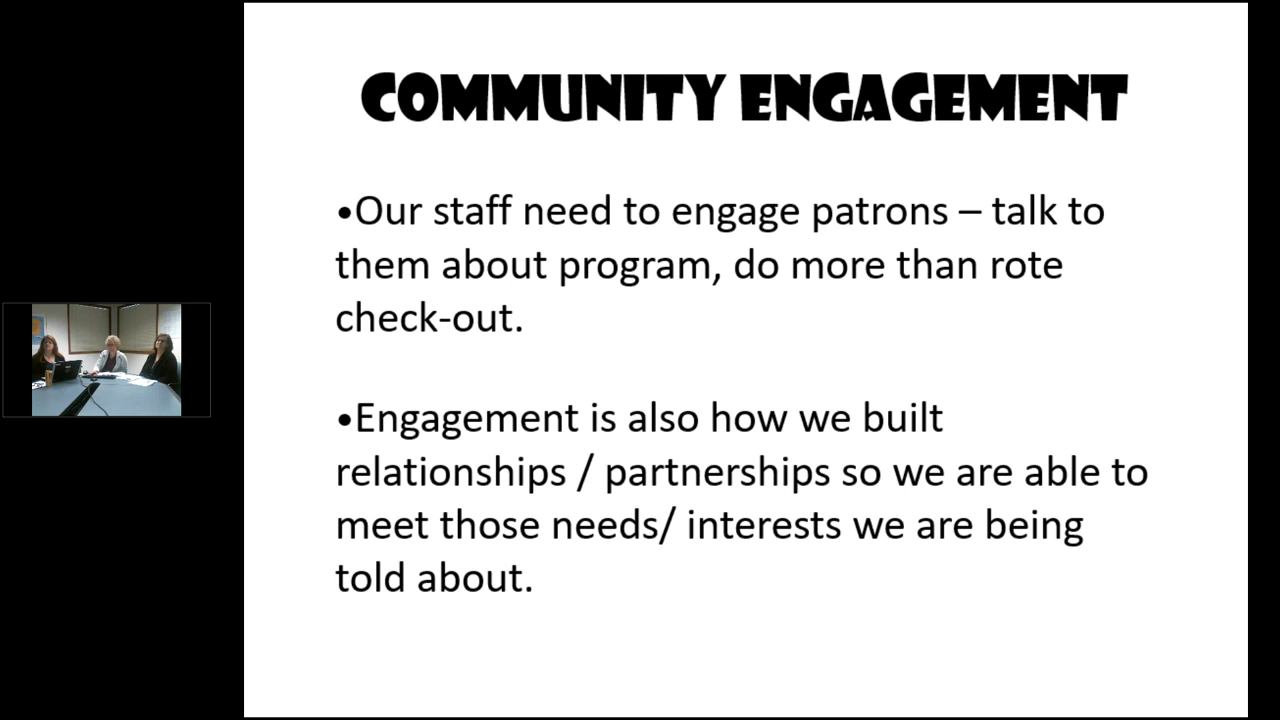 COMMUNITY ENGAGEMENT
•Our staff need to engage patrons – talk to
them about program, do more than rote
check-out.
•Engagement is also how we built
relationships / partnerships so we are able to
meet those needs/ interests we are being
told about.